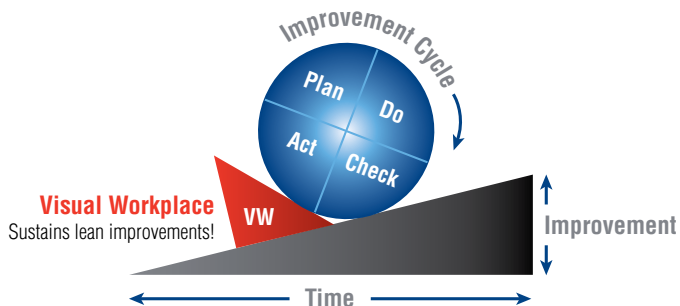 Improvement Cycle
Plan
Do
Act
Check
Visual Workplace
Sustains lean improvements!
VW
Improvement
Time